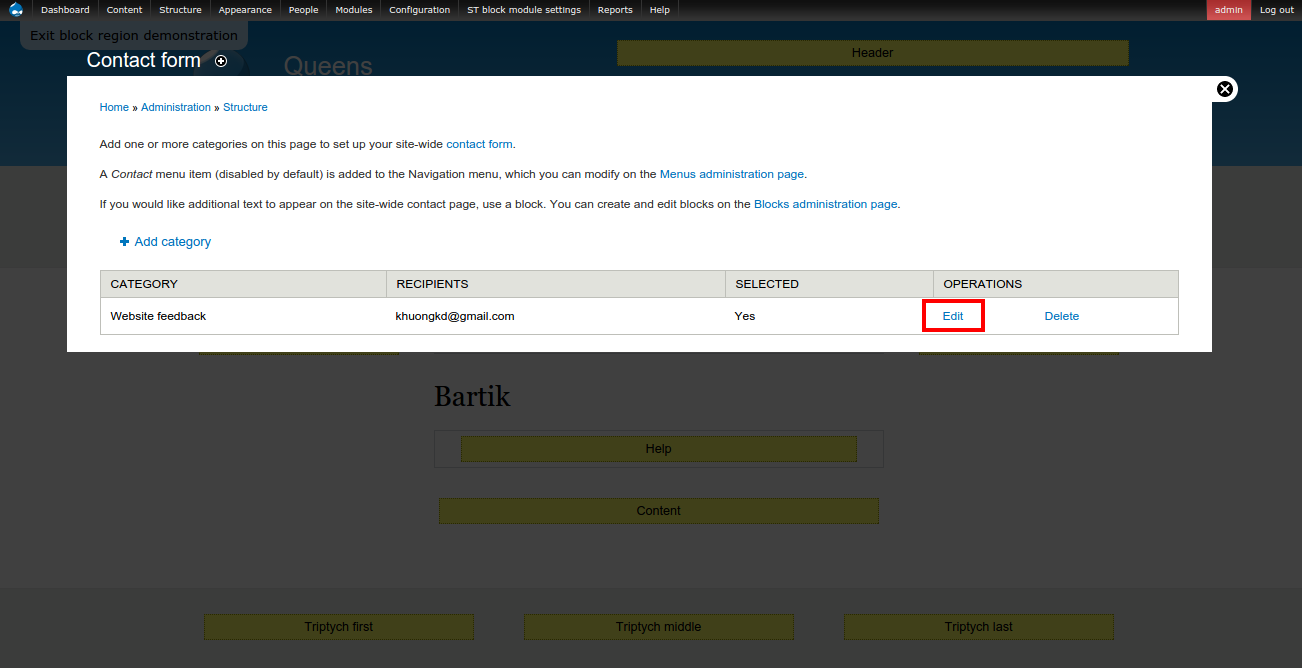 Dashboard Content Structure Appearance People Modules Configuration ST block module settings Reports Help admin Log out
Exit block region demonstration
Contact form
Queens
Header
Home » Administration » Structure
Add one or more categories on this page to set up your site-wide contact form.
A Contact menu item (disabled by default) is added to the Navigation menu, which you can modify on the Menus administration page.
If you would like additional text to appear on the site-wide contact page, use a block. You can create and edit blocks on the Blocks administration page.
Add category
CATEGORY RECIPIENTS SELECTED OPERATIONS
Website feedback khuongkd@gmail.com Yes Edit Delete
Bartik
Help
Content
Triptych first Triptych middle Triptych last